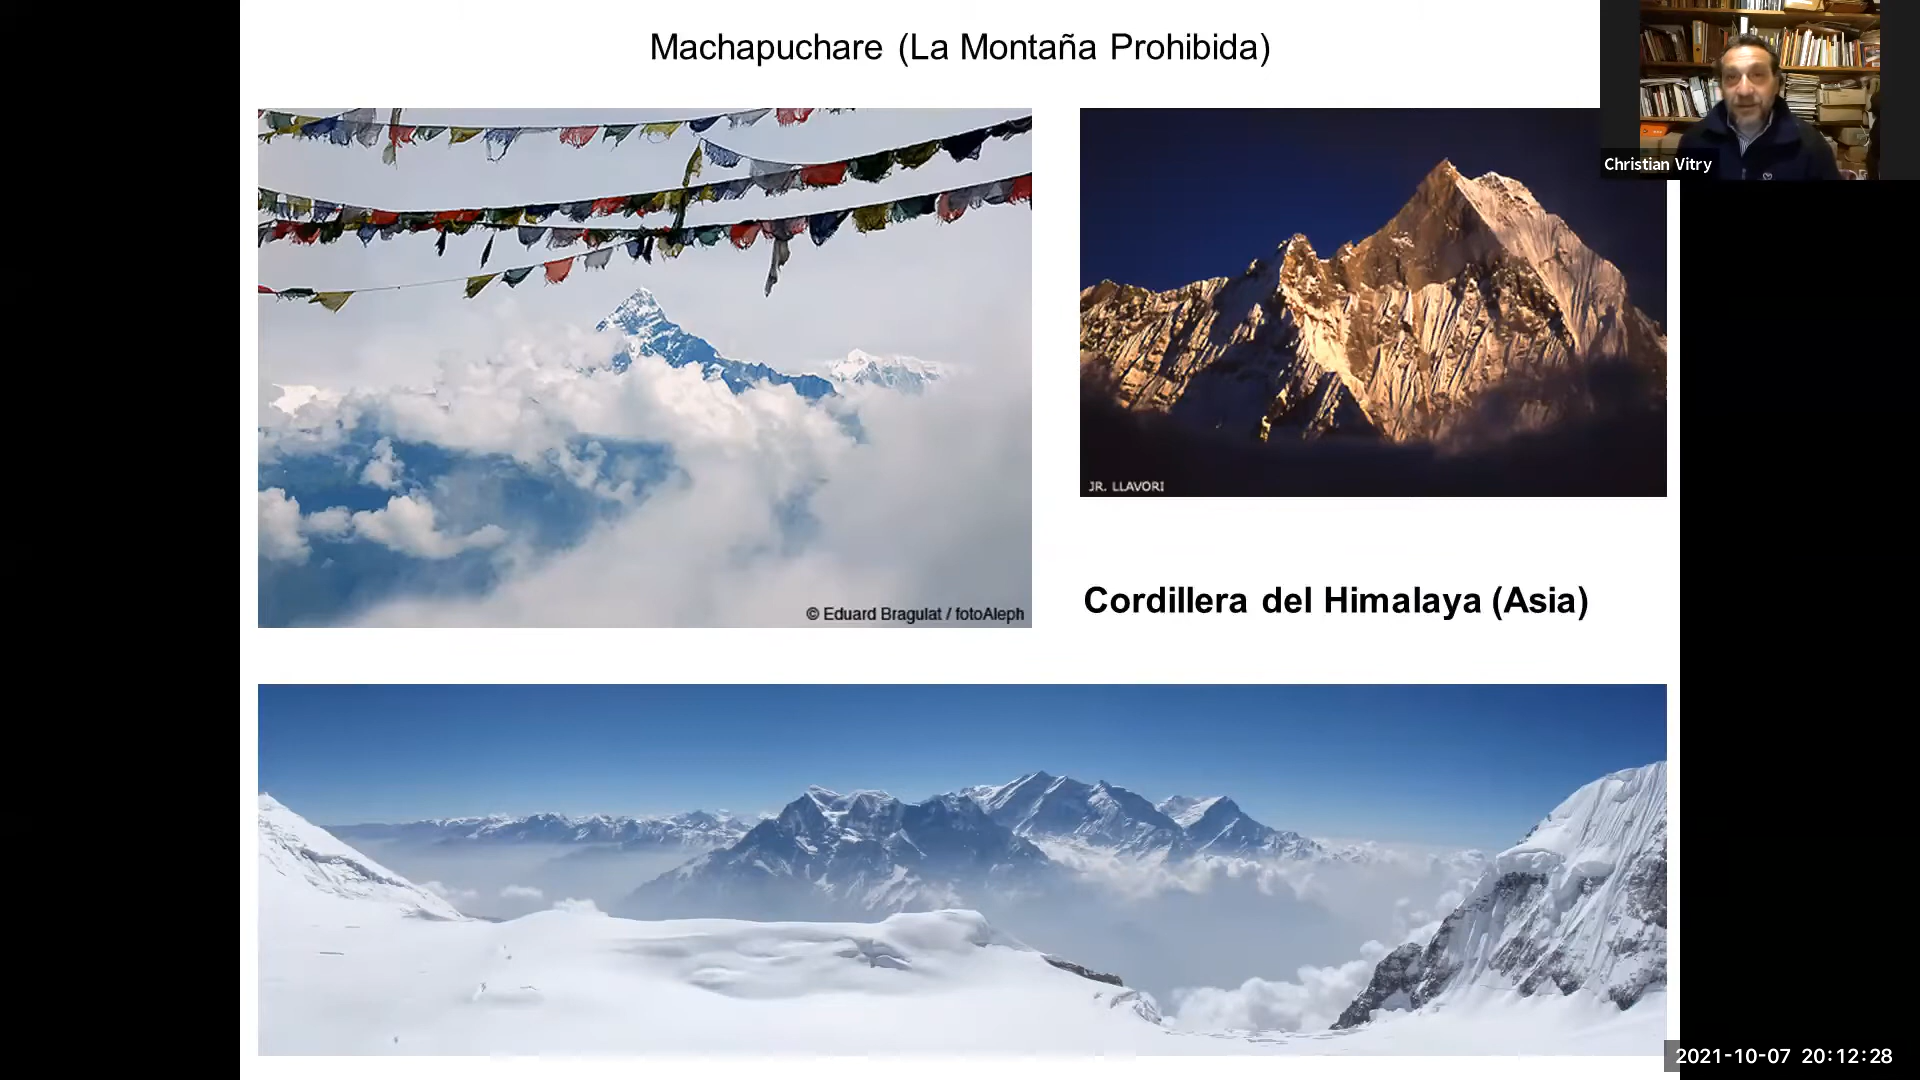 Machapuchare (La Montaña Prohibida)
Christian Vitry
JR. LLAVORI
© Eduard Bragulat / fotoAleph
Cordillera del Himalaya (Asia)
2021-10-07 20:12:28